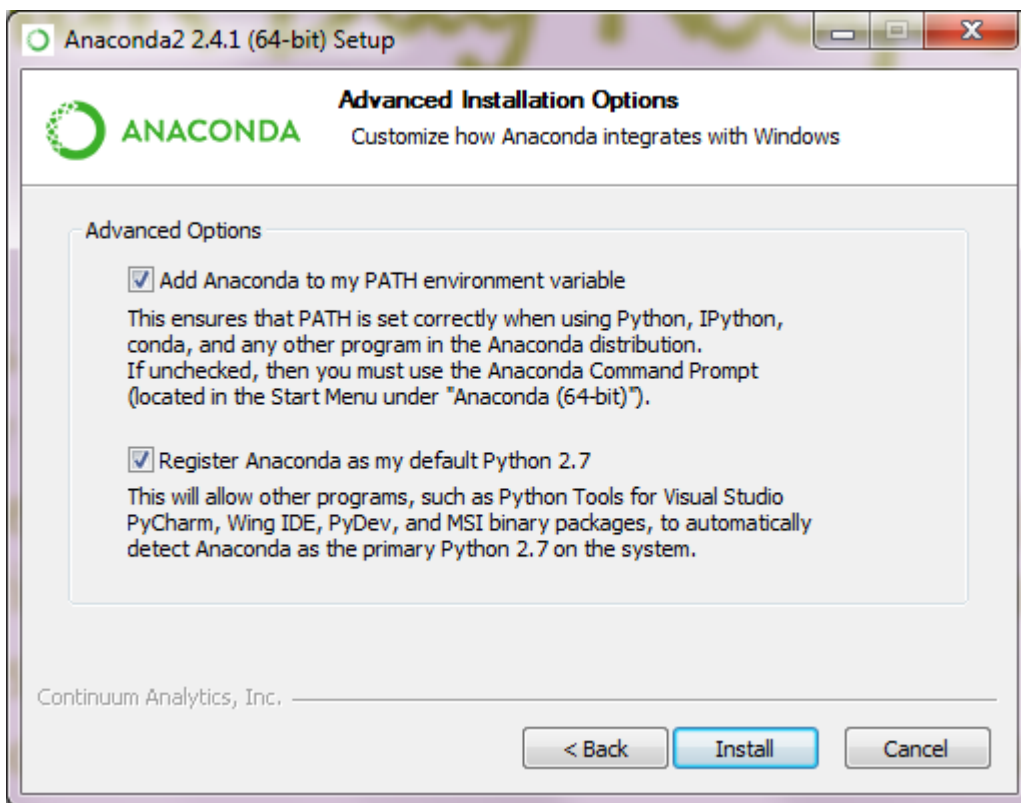 Anaconda2 2.4.1 (64-bit) Setup
ANACONDA
Advanced Installation Options
Customize how Anaconda integrates with Windows
Advanced Options
Add Anaconda to my PATH environment variable
This ensures that PATH is set correctly when using Python, IPython,
conda, and any other program in the Anaconda distribution.
If unchecked, then you must use the Anaconda Command Prompt
(located in the Start Menu under "Anaconda (64-bit)").
Register Anaconda as my default Python 2.7
This will allow other programs, such as Python Tools for Visual Studio
PyCharm, Wing IDE, PyDev, and MSI binary packages, to automatically
detect Anaconda as the primary Python 2.7 on the system.
Continuum Analytics, Inc.
< Back
Install
Cancel